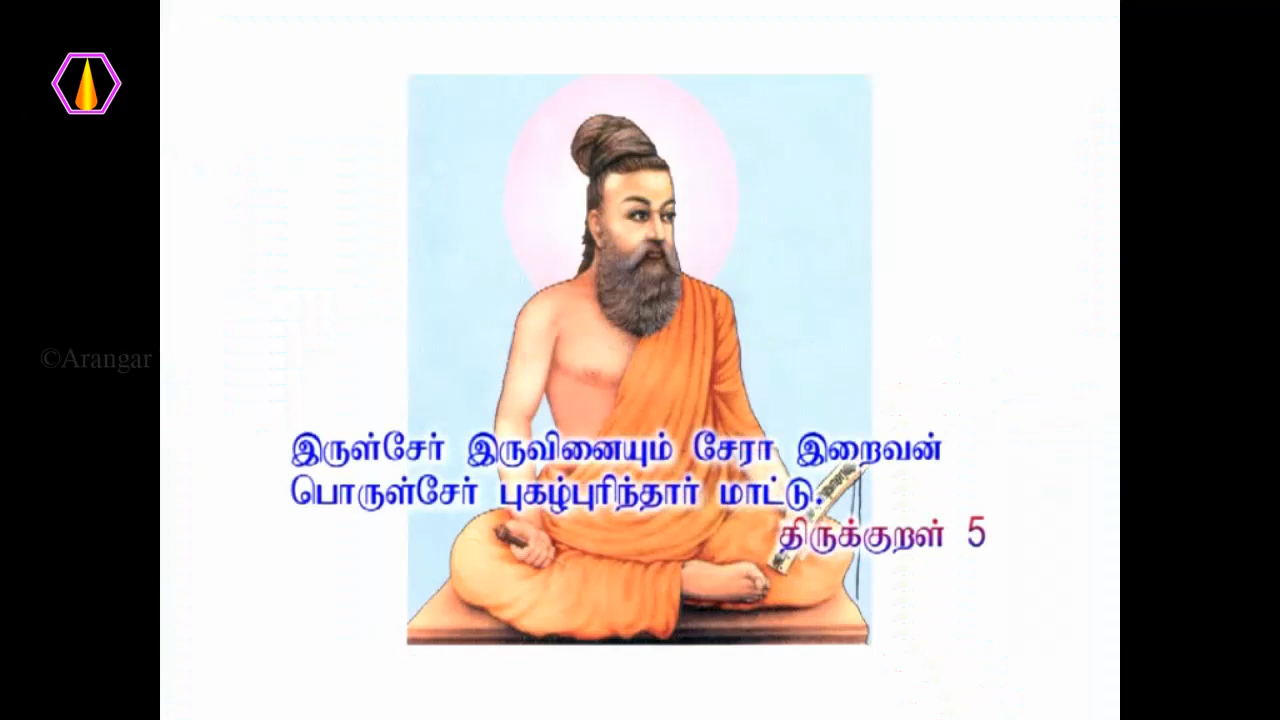 ©Arangar
இருள்சேர் இருவினையும் சேரா இறைவன்
பொருள்சேர் புகழ்புரிந்தார் மாட்டு.
திருக்குறள் 5